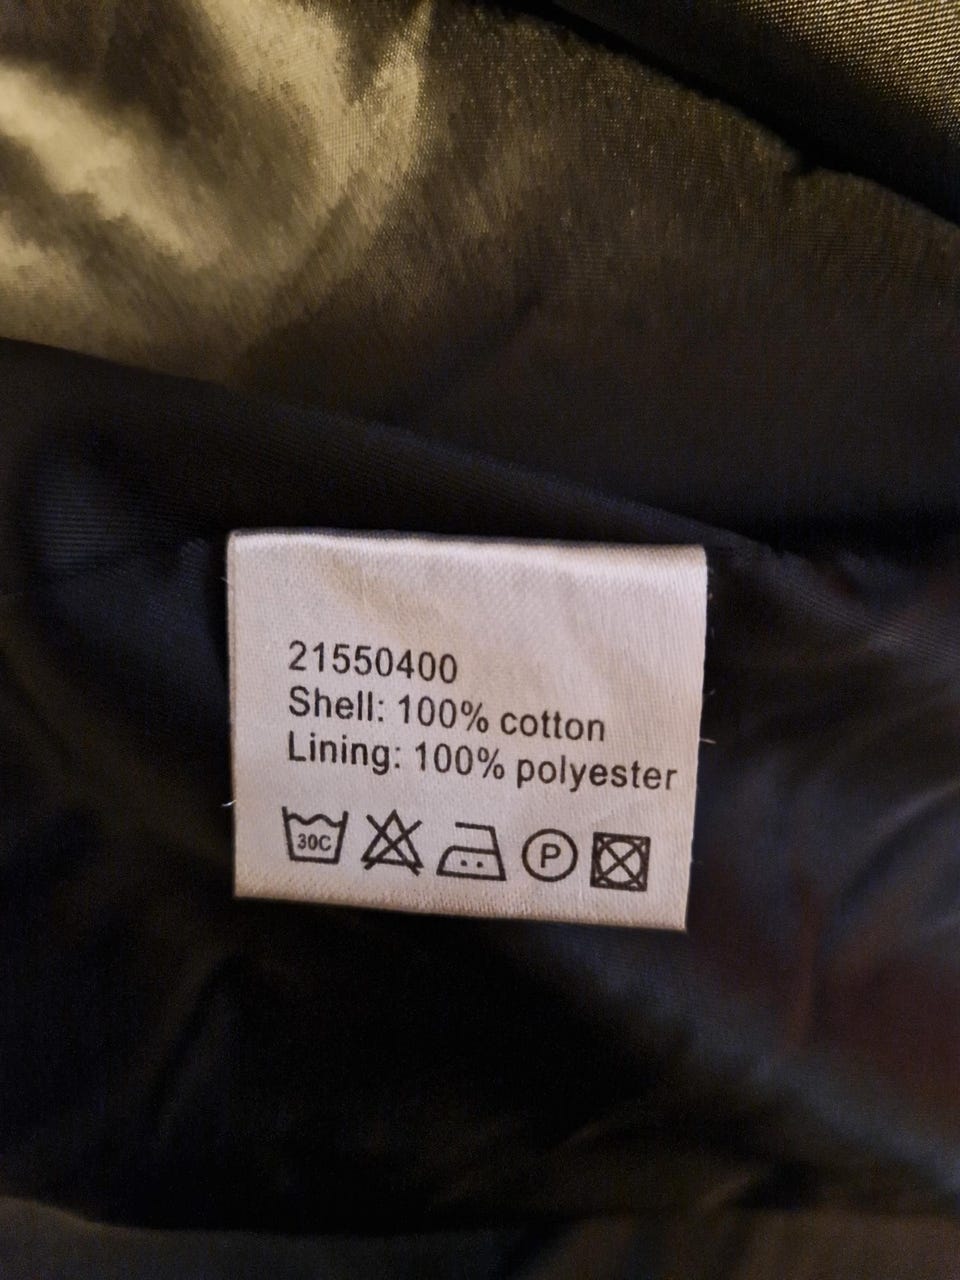 21550400
Shell: 100% cotton
Lining: 100% polyester
30C P